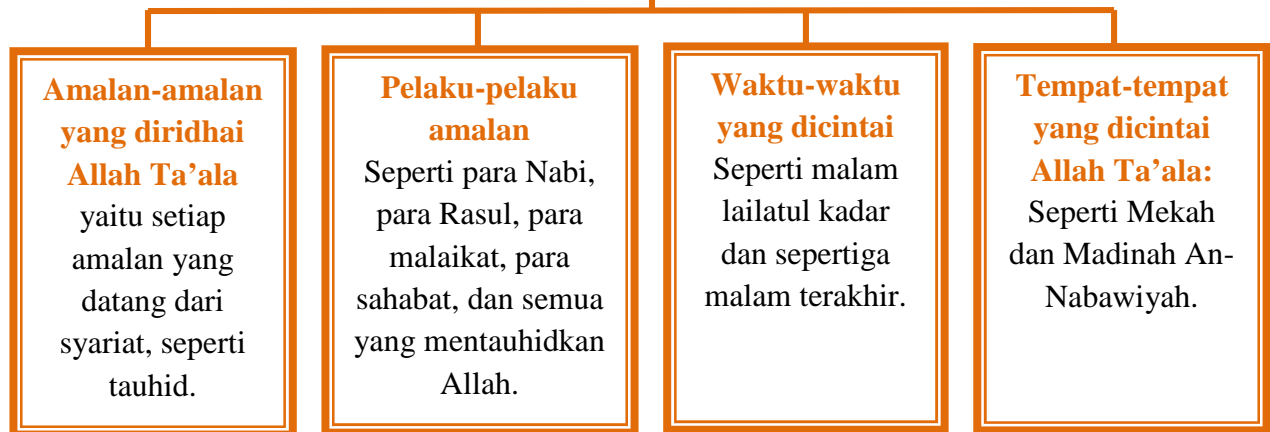 Amalan-amalan
yang diridhai
Allah Ta’ala
yaitu setiap
amalan yang
datang dari
syariat, seperti
tauhid.
Pelaku-pelaku
amalan
Seperti para Nabi,
para Rasul, para
malaikat, para
sahabat, dan semua
yang mentauhidkan
Allah.
Waktu-waktu
yang dicintai
Seperti malam
lailatul kadar
dan sepertiga
malam terakhir.
Tempat-tempat
yang dicintai
Allah Ta’ala:
Seperti Mekah
dan Madinah An-
Nabawiyah.